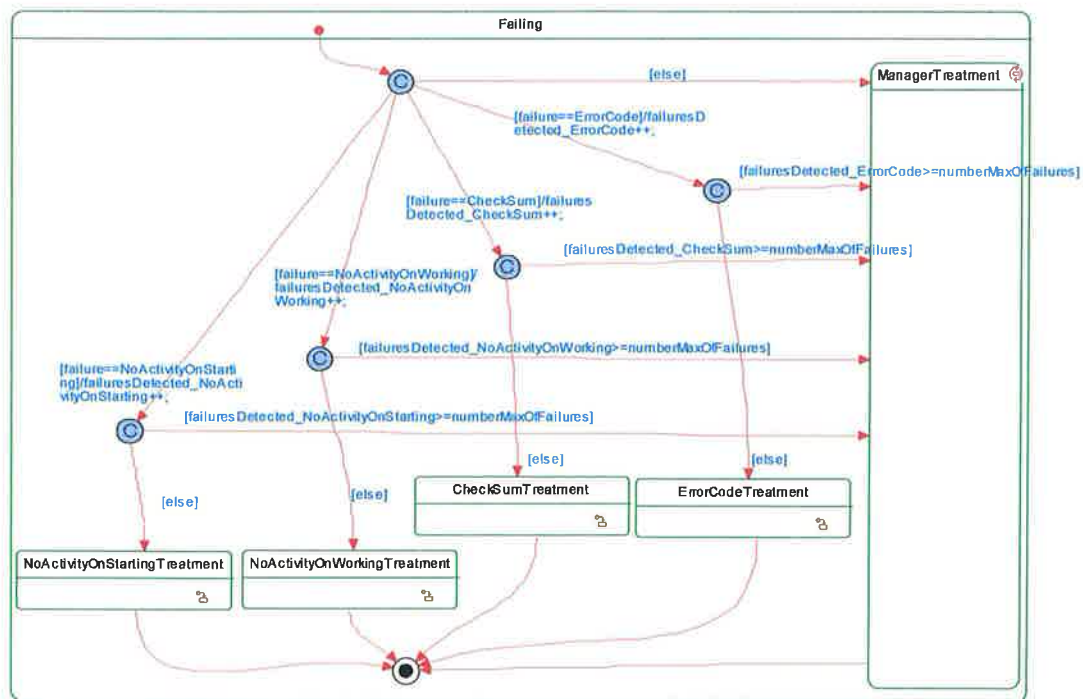 Failing
[else]
ManagerTreatment
[failure==ErrorCode]/failuresD
etected_ErrorCode++;
[failuresDetected_ErrorCode>=numberMaxOfFailures]
[failure==CheckSum]/failures
Detected_CheckSum++;
[failuresDetected_CheckSum>=numberMaxOfFailures]
[failure==NoActivityOnWorking]/
failuresDetected_NoActivityOn
Working++;
[failuresDetected_NoActivityOnWorking>=numberMaxOfFailures]
[failure==NoActivityOnStarti
ng]/failuresDetected_NoActi
vityOnStarting++;
[failuresDetected_NoActivityOnStarting>=numberMaxOfFailures]
[else]
[else]
[else]
[else]
CheckSumTreatment
ErrorCodeTreatment
NoActivityOnStartingTreatment
NoActivityOnWorkingTreatment
C
C
C
C
C